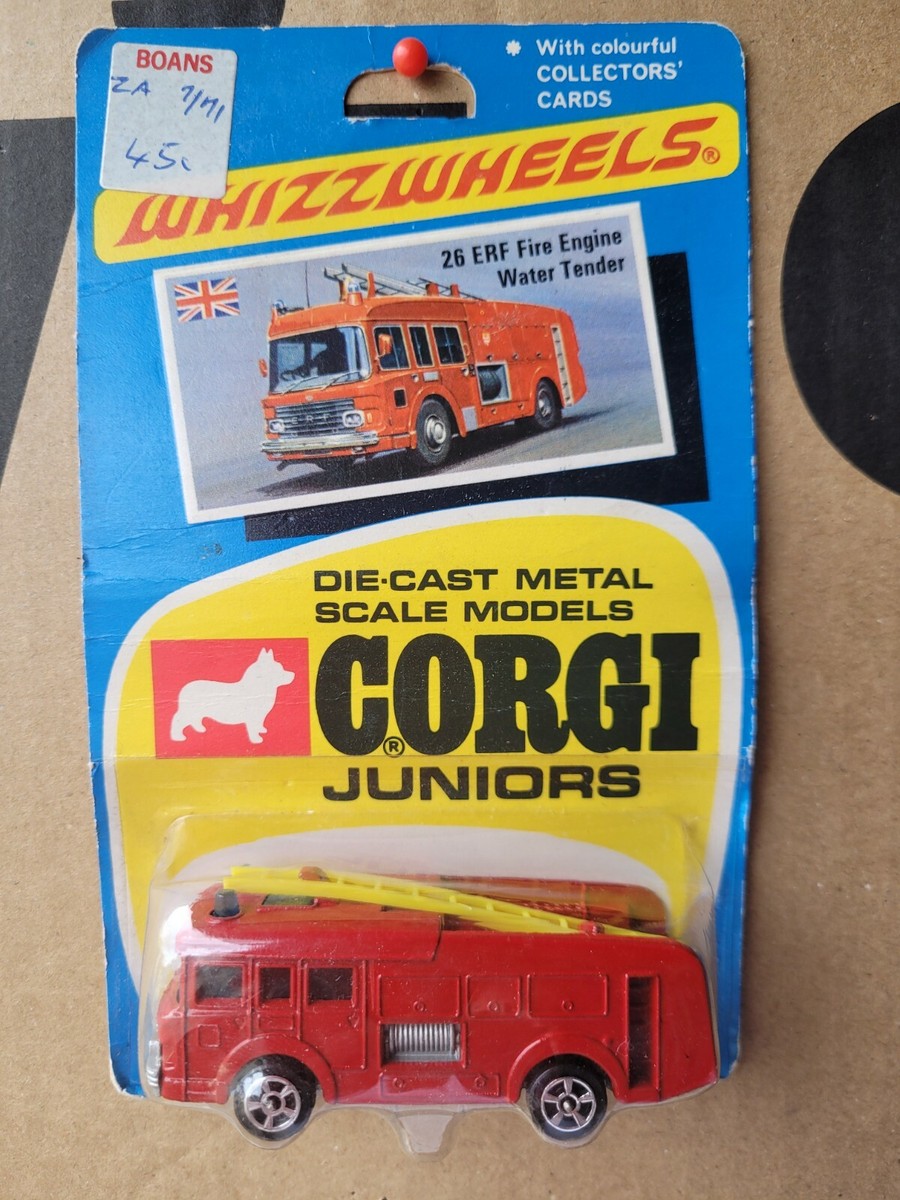 BOANS
ZA 7/71
45c
✱ With colourful
COLLECTORS'
CARDS
WHIZZWHEELS®
26 ERF Fire Engine
Water Tender
ERF
DIE·CAST METAL
SCALE MODELS
CORGI®
JUNIORS